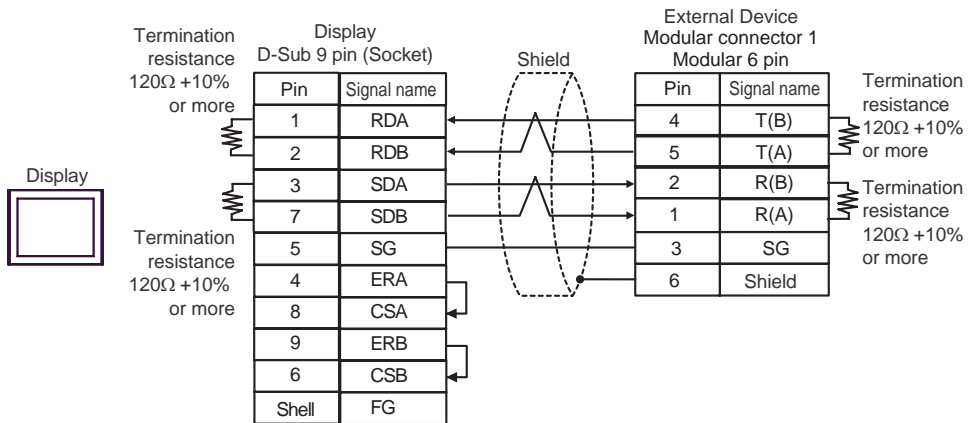 Display
Termination
resistance
120Ω +10%
or more
Termination
resistance
120Ω +10%
or more
Display
D-Sub 9 pin (Socket)
Pin Signal name
1 RDA
2 RDB
3 SDA
7 SDB
5 SG
4 ERA
8 CSA
9 ERB
6 CSB
Shell FG
Shield
External Device
Modular connector 1
Modular 6 pin
Pin Signal name
4 T(B)
5 T(A)
2 R(B)
1 R(A)
3 SG
6 Shield
Termination
resistance
120Ω +10%
or more
Termination
resistance
120Ω +10%
or more